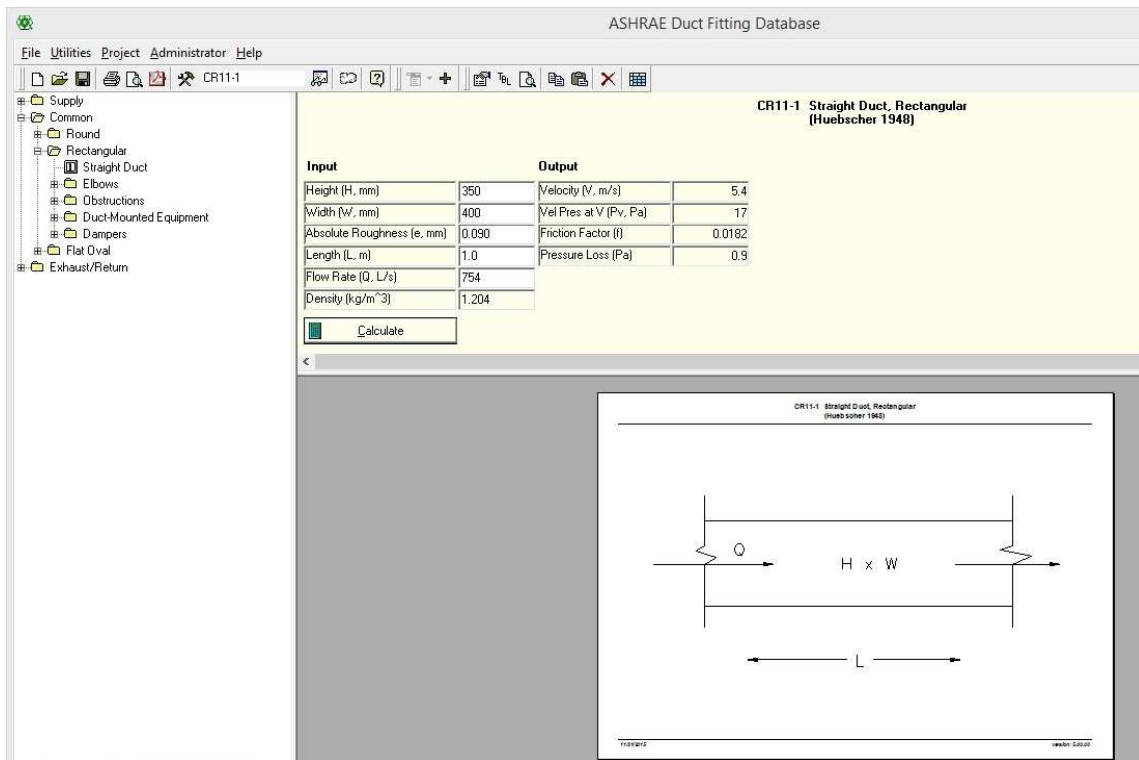 ASHRAE Duct Fitting Database
File Utilities Project Administrator Help
CR11-1
Supply
Common
Round
Rectangular
Straight Duct
Elbows
Obstructions
Duct-Mounted Equipment
Dampers
Flat Oval
Exhaust/Return
CR11-1 Straight Duct, Rectangular
(Huebscher 1948)
Input Output
Height (H, mm) 350 Velocity (V, m/s) 5.4
Width (W, mm) 400 Vel Pres at V (Pv, Pa) 17
Absolute Roughness (e, mm) 0.090 Friction Factor (f) 0.0182
Length (L, m) 1.0 Pressure Loss (Pa) 0.9
Flow Rate (Q, L/s) 754
Density (kg/m^3) 1.204
Calculate
CR11-1 Straight Duct, Rectangular
(Huebscher 1948)
Q
H x W
L